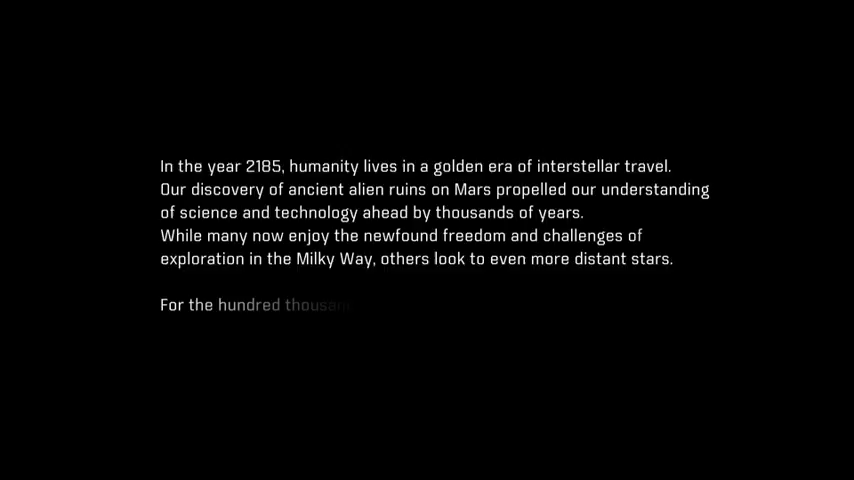 In the year 2185, humanity lives in a golden era of interstellar travel.
Our discovery of ancient alien ruins on Mars propelled our understanding
of science and technology ahead by thousands of years.
While many now enjoy the newfound freedom and challenges of
exploration in the Milky Way, others look to even more distant stars.
For the hundred